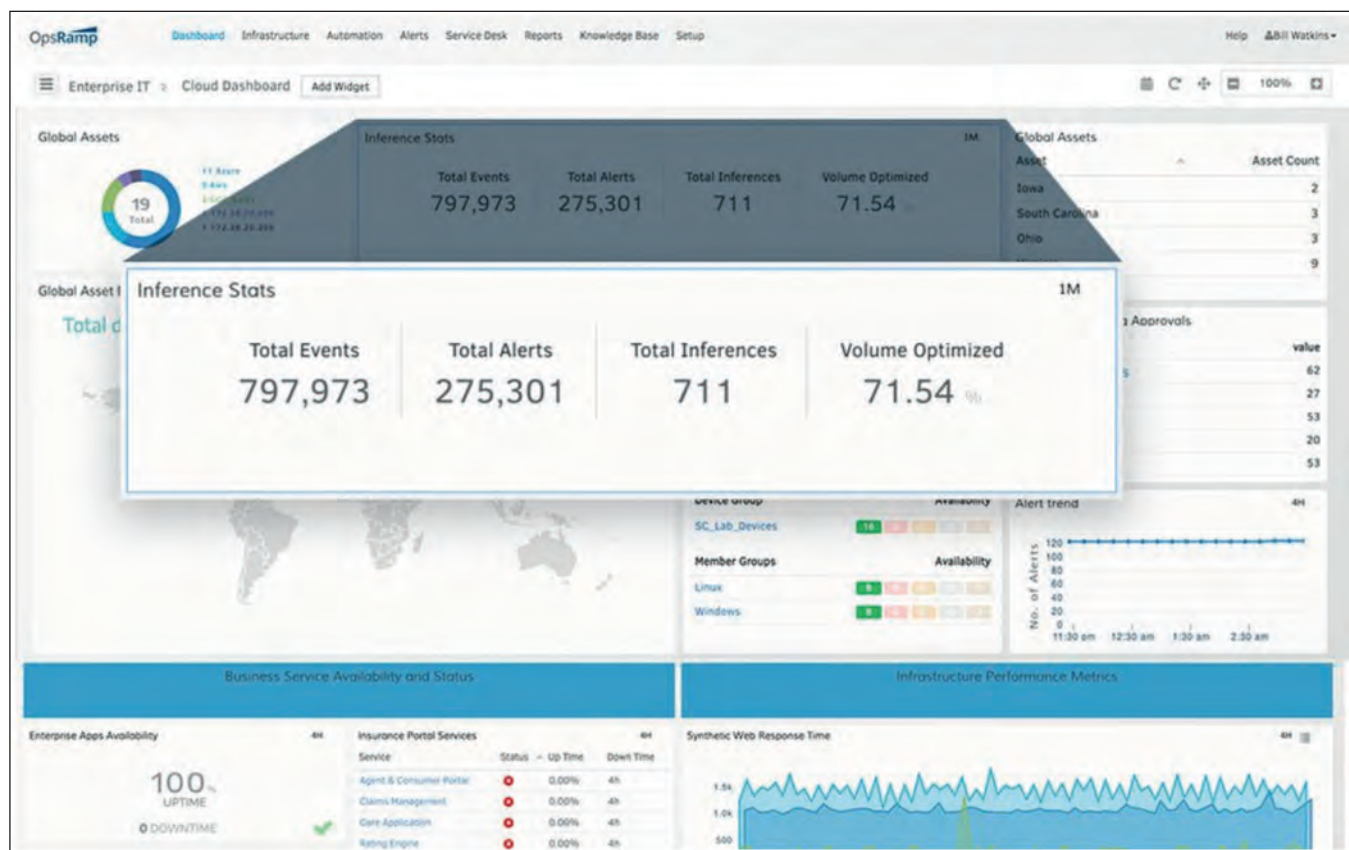 OpsRamp
Dashboard Infrastructure Automation Alerts Service Desk Reports Knowledge Base Setup
Help Bill Watkins
Enterprise IT > Cloud Dashboard Add Widget
100%
Global Assets
19
Total
11 Azure
Inference Stats 1M
Total Events Total Alerts Total Inferences Volume Optimized
797,973 275,301 711 71.54 %
Global Assets
Asset Asset Count
Iowa 2
South Carolina 3
Ohio 3
9
Inference Stats 1M
Total Events Total Alerts Total Inferences Volume Optimized
797,973 275,301 711 71.54 %
Global Asset
Total
Approvals
value
62
27
53
20
53
Device Group Availability
SC_Lab_Devices 16
Member Groups Availability
Linux
Windows
Alert trend 4H
No. of Alerts
120
100
80
60
40
20
0
11:30 pm 12:30 am 1:30 am 2:30 am
Business Service Availability and Status
Infrastructure Performance Metrics
Enterprise Apps Availability 4H
100%
UPTIME
0 DOWNTIME
Insurance Portal Services 4H
Service Status Up Time Down Time
Agent & Consumer Portal 0.00% 4h
Claims Management 0.00% 4h
Core Application 0.00% 4h
Rating Engine 0.00% 4h
Synthetic Web Response Time 4H
1.5k
1.0k
500